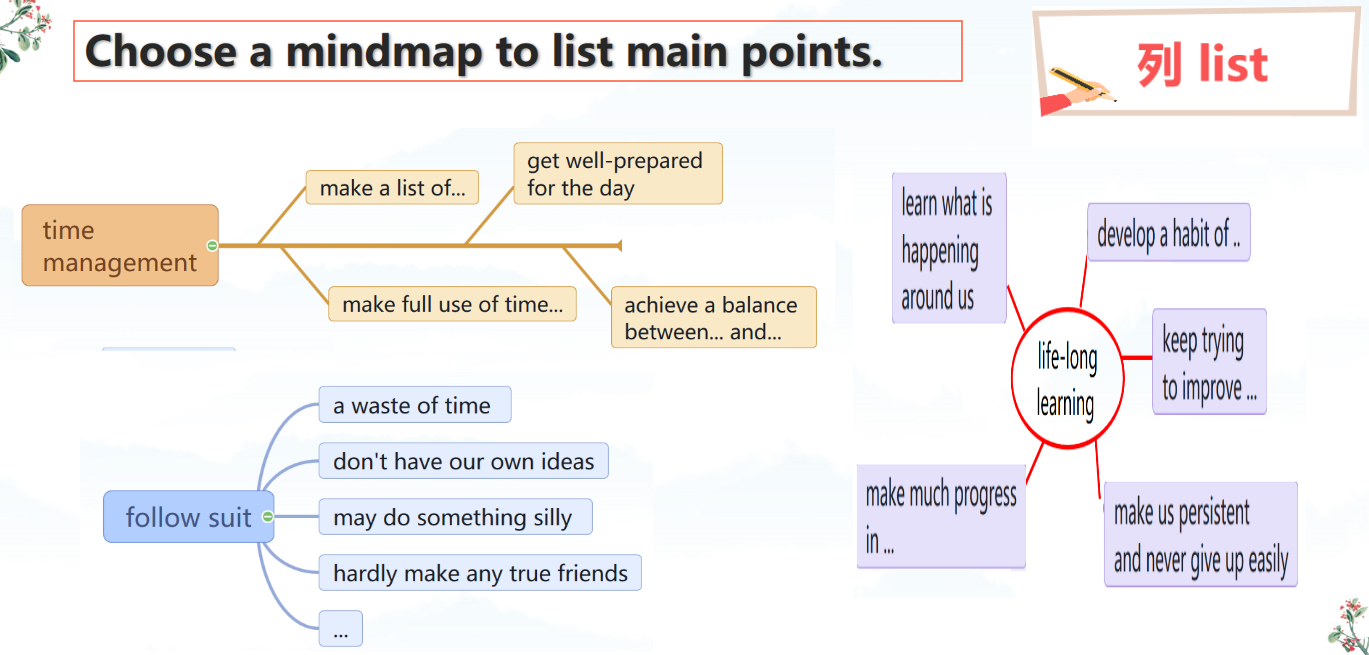 Choose a mindmap to list main points.
列 list
time
management
make a list of...
get well-prepared
for the day
make full use of time...
achieve a balance
between... and...
follow suit
a waste of time
don't have our own ideas
may do something silly
hardly make any true friends
...
life-long
learning
learn what is
happening
around us
develop a habit of ..
keep trying
to improve ...
make us persistent
and never give up easily
make much progress
in ...